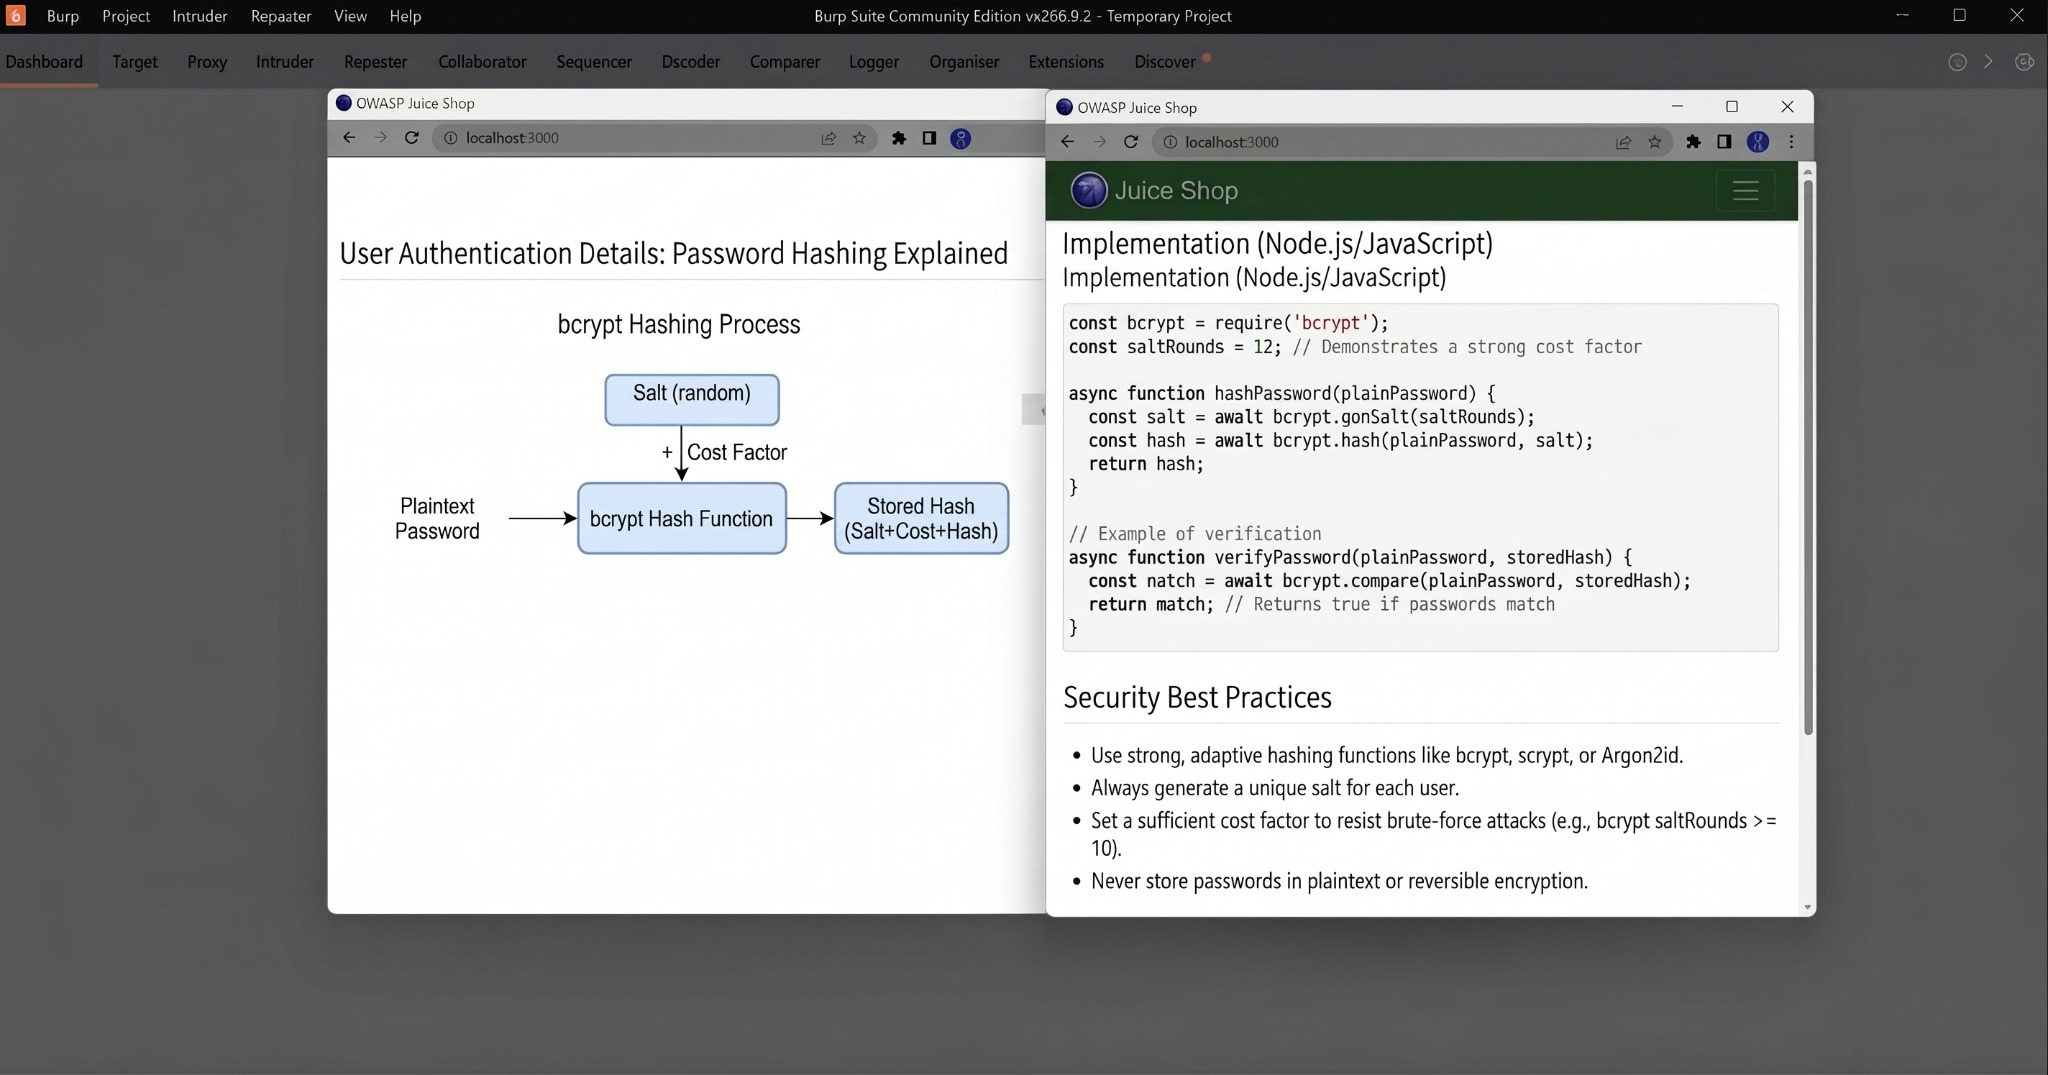 Burp Project Intruder Repaater View Help
Burp Suite Community Edition vx266.9.2 - Temporary Project
Dashboard Target Proxy Intruder Repester Collaborator Sequencer Dscoder Comparer Logger Organiser Extensions Discover
OWASP Juice Shop
localhost:3000
User Authentication Details: Password Hashing Explained
bcrypt Hashing Process
Salt (random)
+ Cost Factor
Plaintext
Password
bcrypt Hash Function
Stored Hash
(Salt+Cost+Hash)
OWASP Juice Shop
localhost:3000
Juice Shop
Implementation (Node.js/JavaScript)
Implementation (Node.js/JavaScript)
const bcrypt = require('bcrypt');
const saltRounds = 12; // Demonstrates a strong cost factor
async function hashPassword(plainPassword) {
const salt = await bcrypt.gonSalt(saltRounds);
const hash = await bcrypt.hash(plainPassword, salt);
return hash;
}
// Example of verification
async function verifyPassword(plainPassword, storedHash) {
const natch = await bcrypt.compare(plainPassword, storedHash);
return match; // Returns true if passwords match
}
Security Best Practices
• Use strong, adaptive hashing functions like bcrypt, scrypt, or Argon2id.
• Always generate a unique salt for each user.
• Set a sufficient cost factor to resist brute-force attacks (e.g., bcrypt saltRounds >=
10).
• Never store passwords in plaintext or reversible encryption.